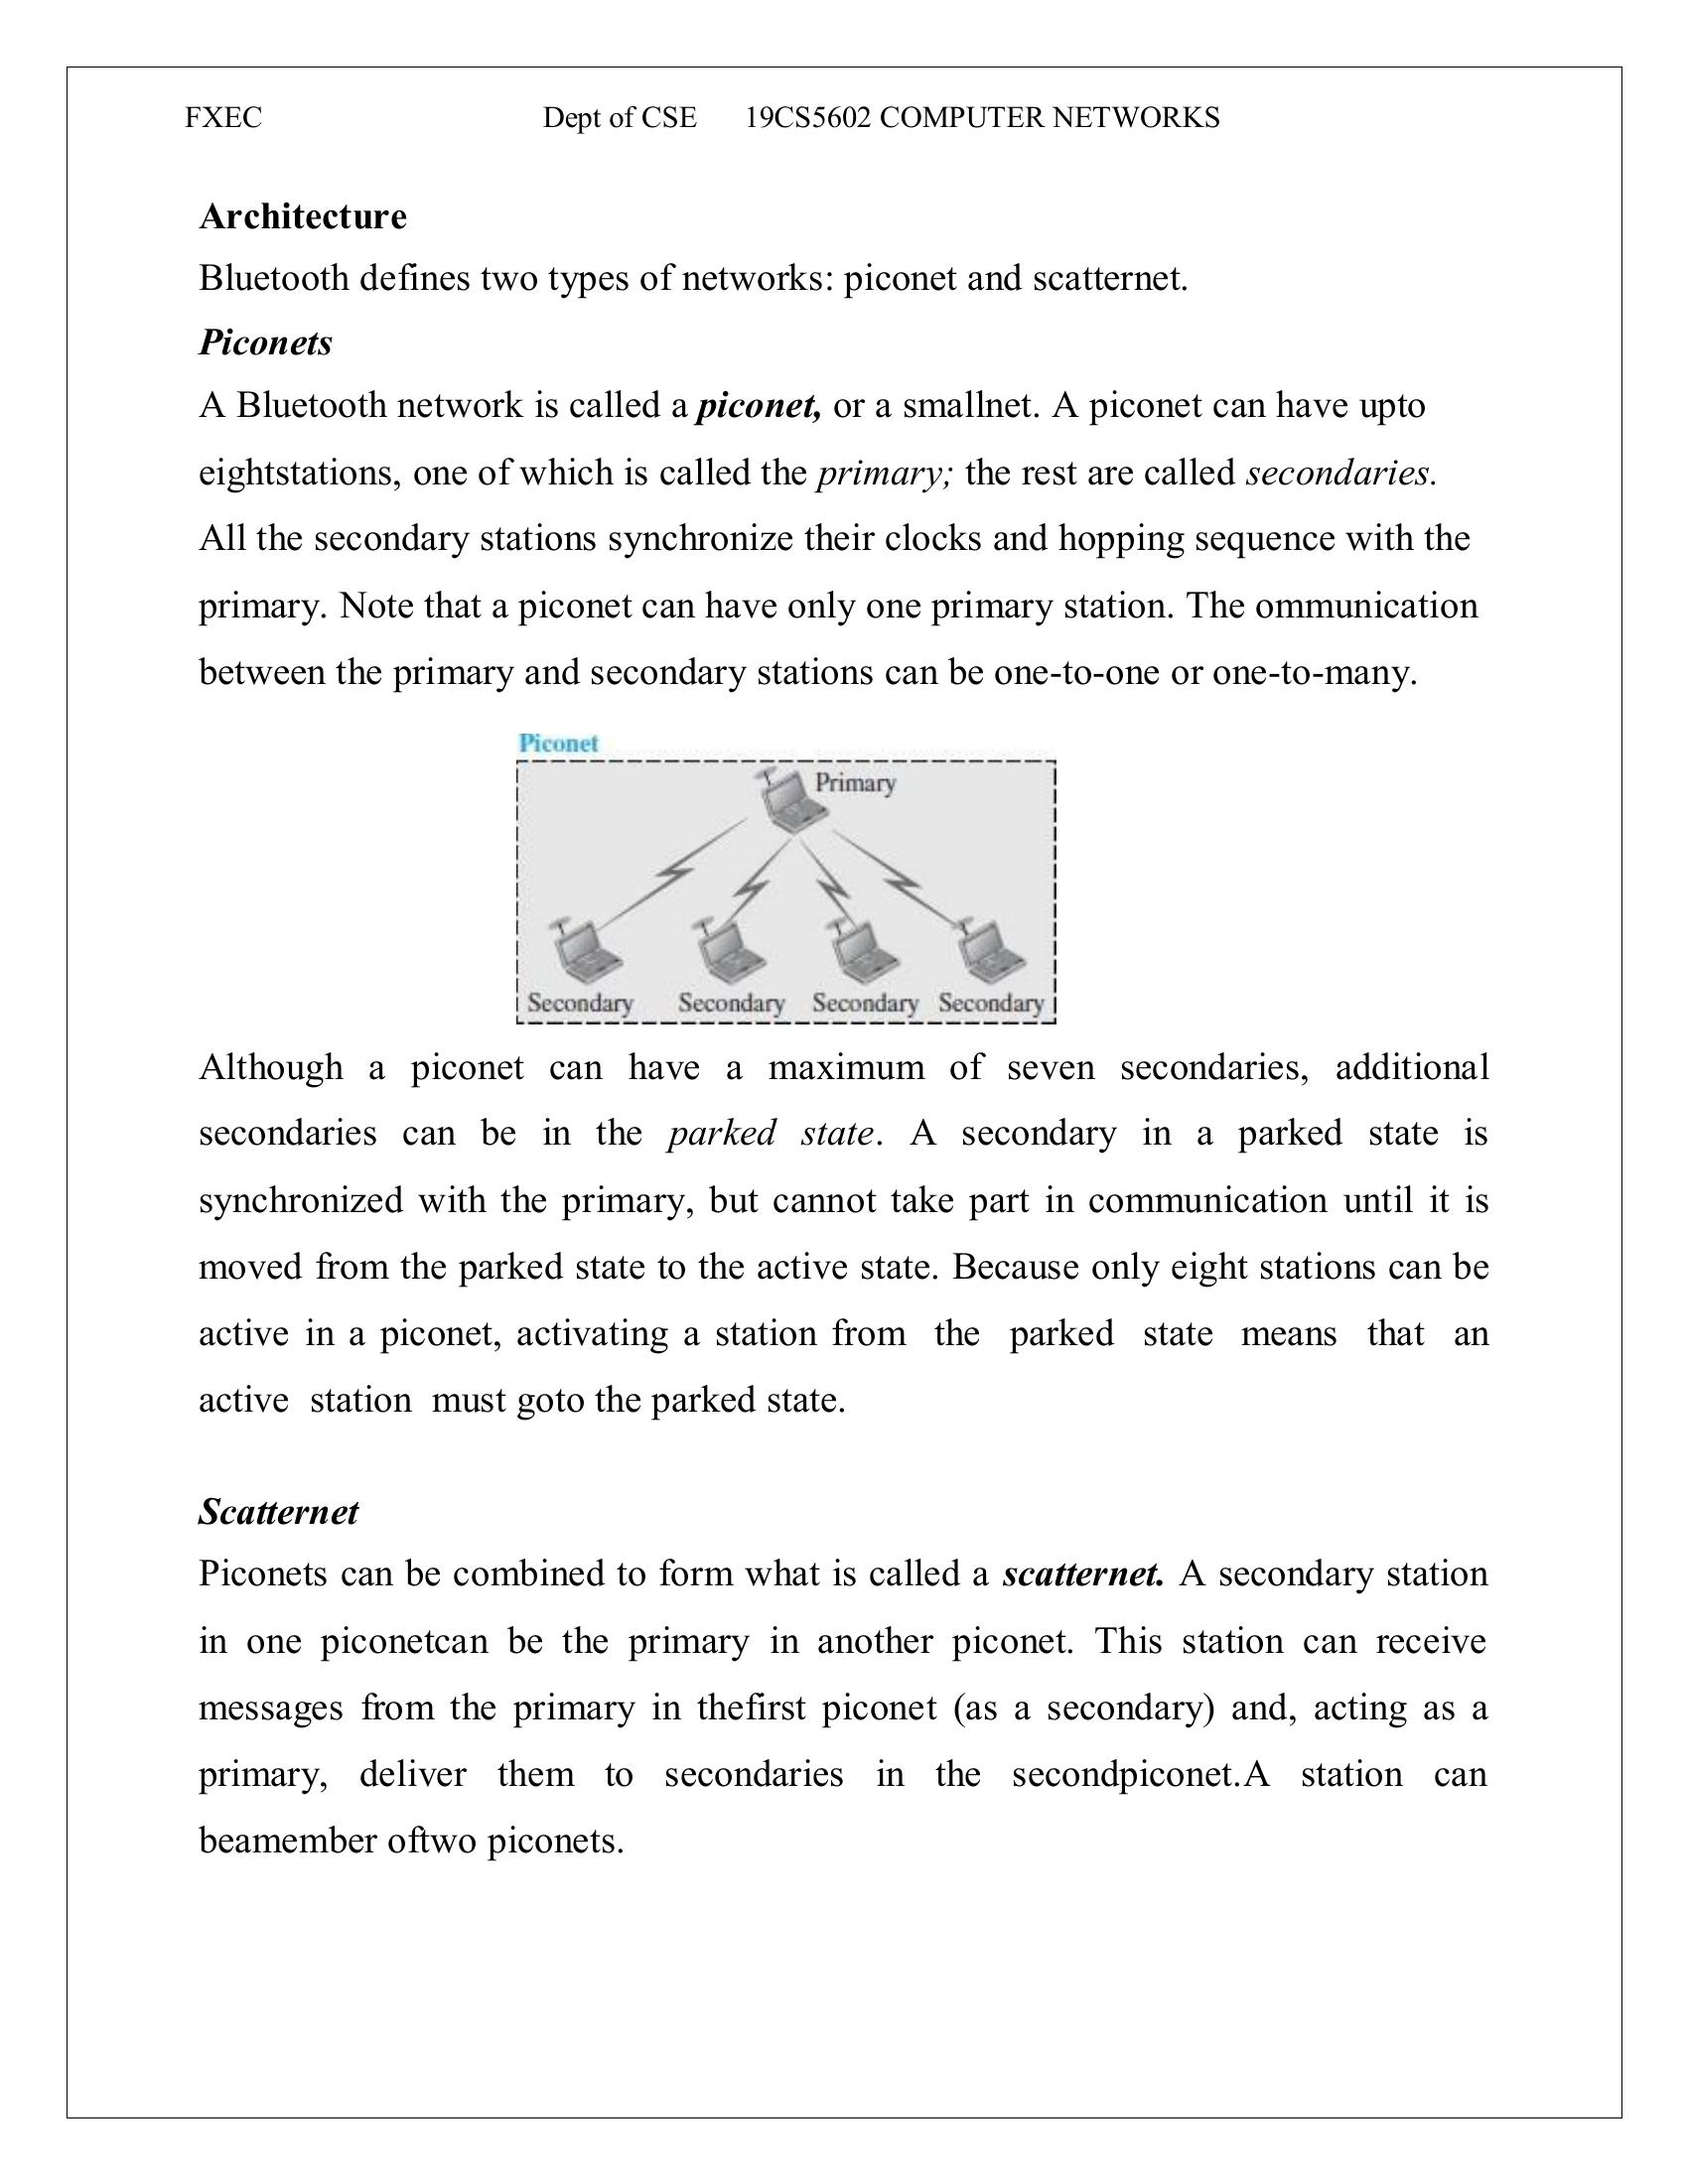 FXEC Dept of CSE 19CS5602 COMPUTER NETWORKS
Architecture
Bluetooth defines two types of networks: piconet and scatternet.
Piconets
A Bluetooth network is called a piconet, or a smallnet. A piconet can have upto
eightstations, one of which is called the primary; the rest are called secondaries.
All the secondary stations synchronize their clocks and hopping sequence with the
primary. Note that a piconet can have only one primary station. The ommunication
between the primary and secondary stations can be one-to-one or one-to-many.
Piconet
Primary
Secondary Secondary Secondary Secondary
Although a piconet can have a maximum of seven secondaries, additional
secondaries can be in the parked state. A secondary in a parked state is
synchronized with the primary, but cannot take part in communication until it is
moved from the parked state to the active state. Because only eight stations can be
active in a piconet, activating a station from the parked state means that an
active station must goto the parked state.
Scatternet
Piconets can be combined to form what is called a scatternet. A secondary station
in one piconetcan be the primary in another piconet. This station can receive
messages from the primary in thefirst piconet (as a secondary) and, acting as a
primary, deliver them to secondaries in the secondpiconet.A station can
beamember oftwo piconets.